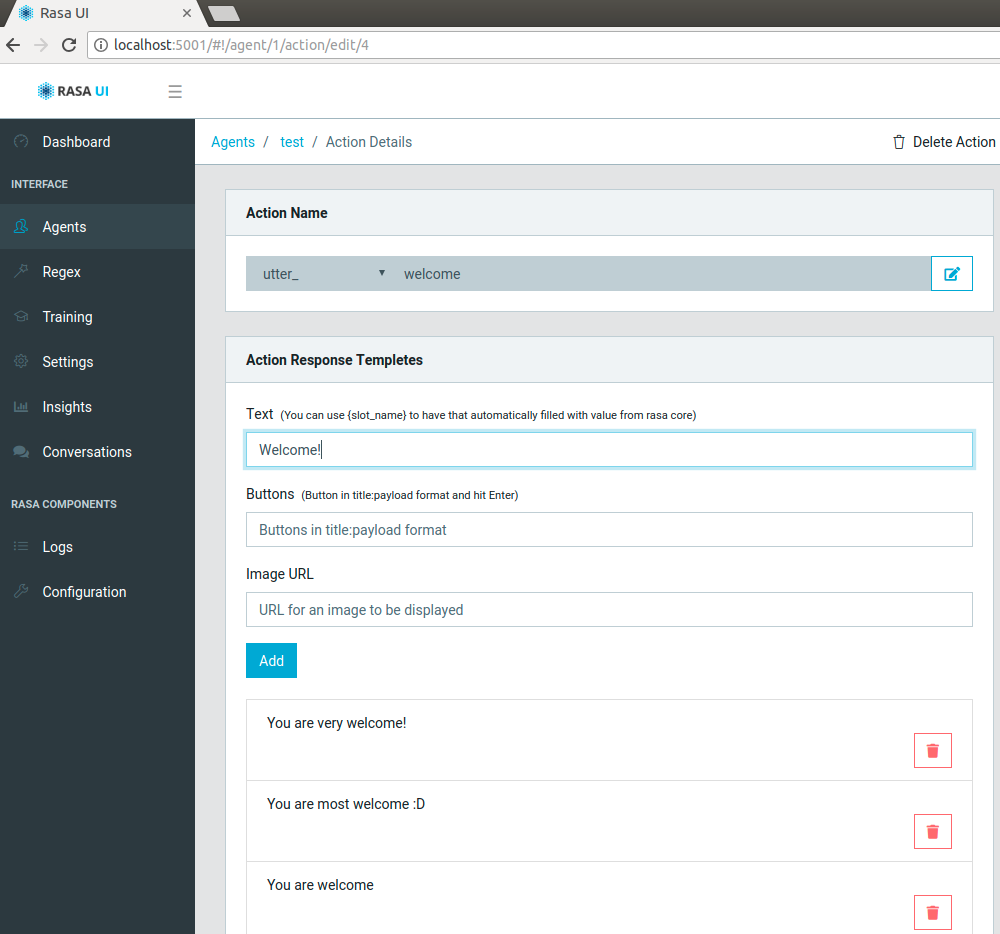 Rasa UI
localhost:5001/#!/agent/1/action/edit/4
RASA UI
Dashboard
INTERFACE
Agents
Regex
Training
Settings
Insights
Conversations
RASA COMPONENTS
Logs
Configuration
Agents / test / Action Details
Delete Action
Action Name
utter_ welcome
Action Response Templetes
Text (You can use {slot_name} to have that automatically filled with value from rasa core)
Welcome!
Buttons (Button in title:payload format and hit Enter)
Buttons in title:payload format
Image URL
URL for an image to be displayed
Add
You are very welcome!
You are most welcome :D
You are welcome